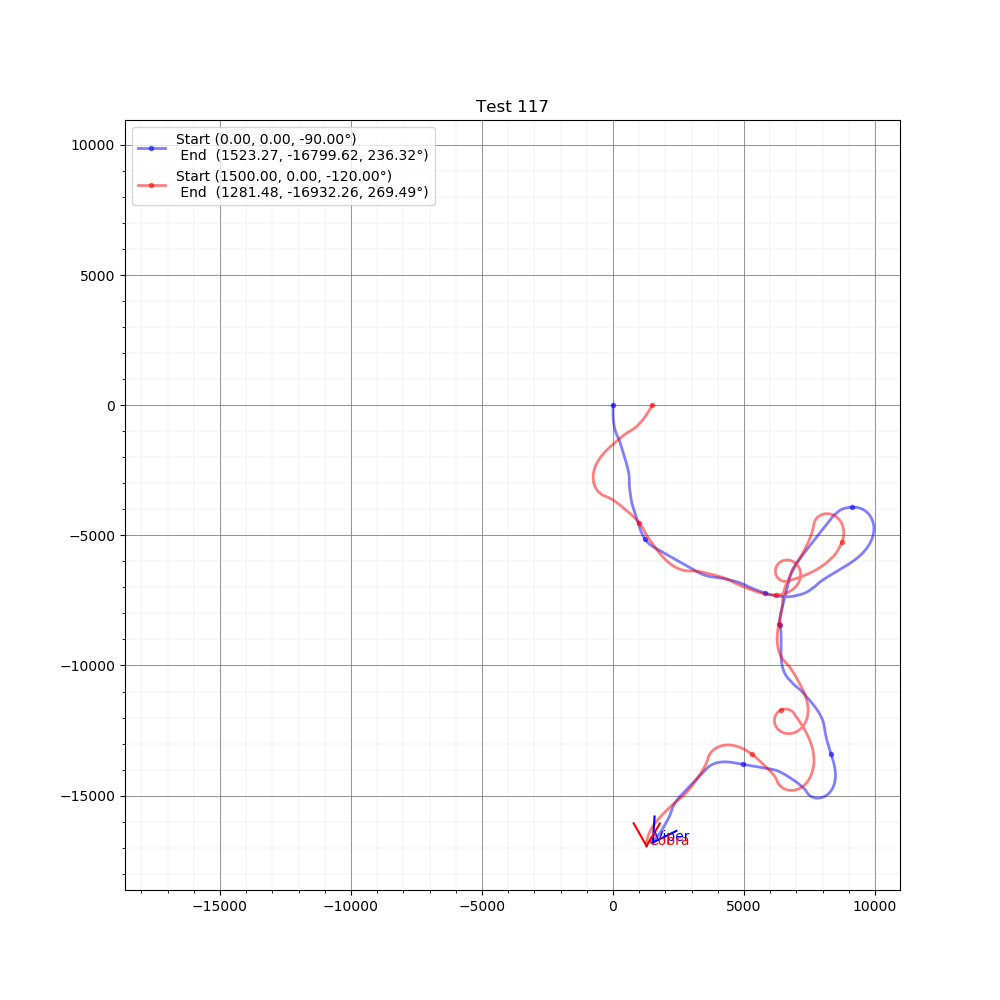 Test 117
Start (0.00, 0.00, -90.00°)
End (1523.27, -16799.62, 236.32°)
Start (1500.00, 0.00, -120.00°)
End (1281.48, -16932.26, 269.49°)
10000
5000
0
−5000
−10000
−15000
Viper
Cobra
−15000
−10000
−5000
0
5000
10000